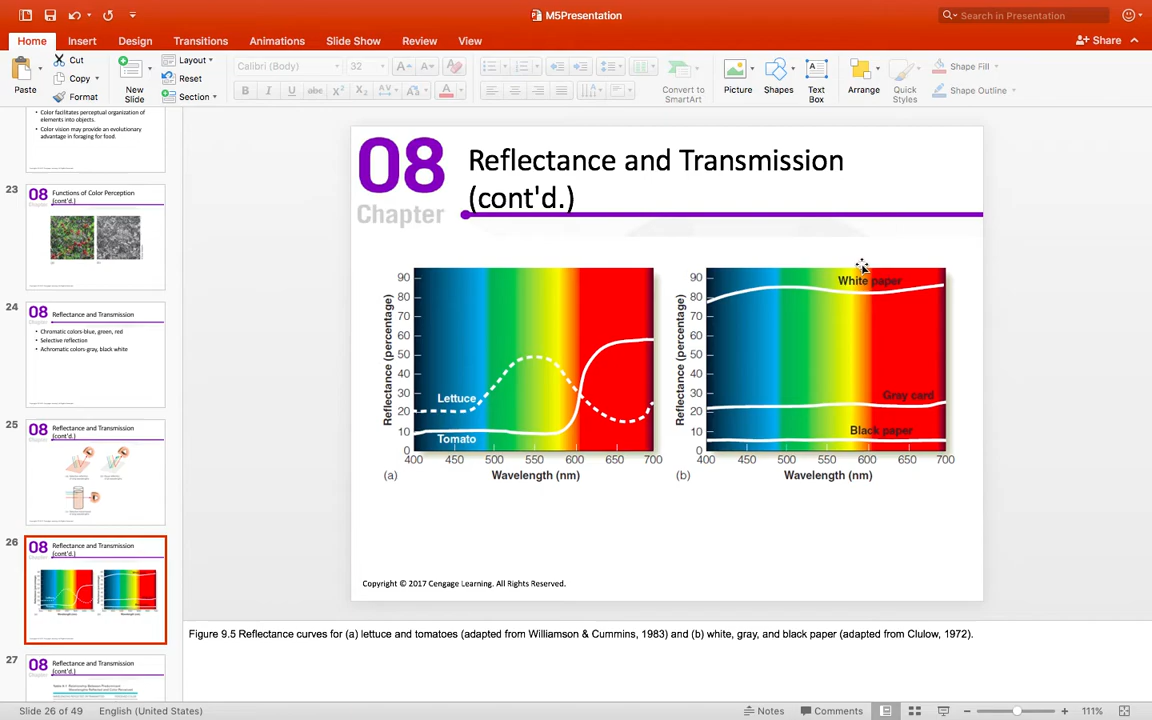 M5Presentation
Search in Presentation
Home
Insert
Design
Transitions
Animations
Slide Show
Review
View
Share
Paste
Cut
Copy
Format
New
Slide
Layout
Reset
Section
Calibri (Body)
32
B I U abc X² X₂
Convert to
SmartArt
Picture
Shapes
Text
Box
Arrange
Quick
Styles
Shape Fill
Shape Outline
• Color facilitates perceptual organization of
elements into objects.
• Color vision may provide an evolutionary
advantage in foraging for food.
23
08
Functions of Color Perception
(cont'd.)
24
08
Reflectance and Transmission
• Chromatic colors-blue, green, red
• Selective reflection
• Achromatic colors-gray, black white
25
08
Reflectance and Transmission
(cont'd.)
26
08
Reflectance and Transmission
(cont'd.)
27
08
Reflectance and Transmission
(cont'd.)
08
Chapter
Reflectance and Transmission
(cont'd.)
Reflectance (percentage)
90
80
70
60
50
40
30
20
10
0
Lettuce
Tomato
400 450 500 550 600 650 700
(a)
Wavelength (nm)
Reflectance (percentage)
90
80
70
60
50
40
30
20
10
0
White paper
Gray card
Black paper
400 450 500 550 600 650 700
(b)
Wavelength (nm)
Copyright © 2017 Cengage Learning. All Rights Reserved.
Figure 9.5 Reflectance curves for (a) lettuce and tomatoes (adapted from Williamson & Cummins, 1983) and (b) white, gray, and black paper (adapted from Clulow, 1972).
Slide 26 of 49
English (United States)
Notes
Comments
111%